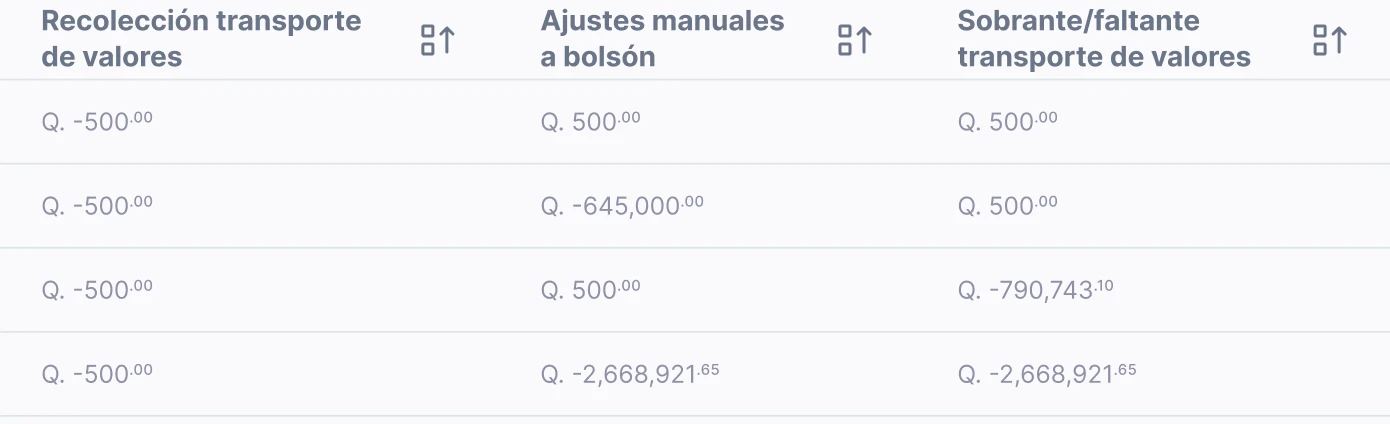 Recolección transporte de valores
Ajustes manuales a bolsón
Sobrante/faltante transporte de valores
Q. -500.00 Q. 500.00 Q. 500.00
Q. -500.00 Q. -645,000.00 Q. 500.00
Q. -500.00 Q. 500.00 Q. -790,743.10
Q. -500.00 Q. -2,668,921.65 Q. -2,668,921.65